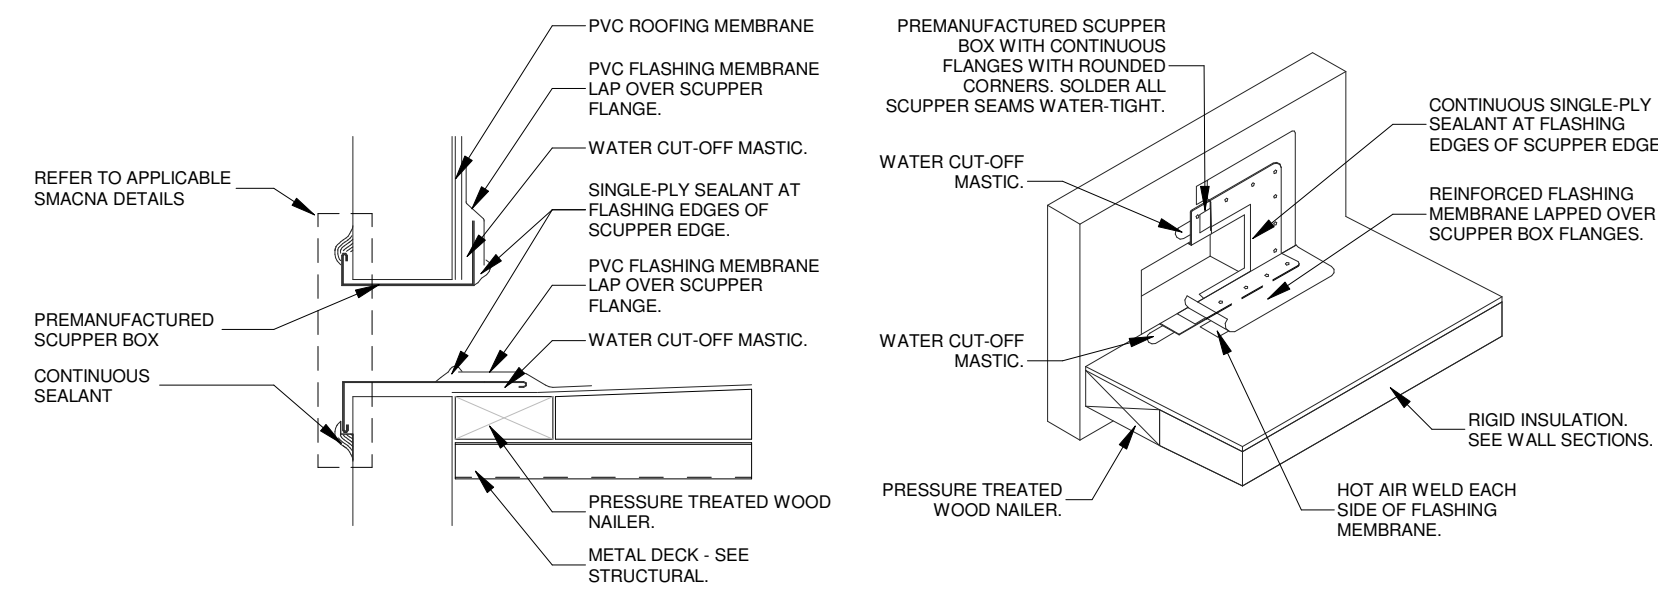 PVC ROOFING MEMBRANE
PVC FLASHING MEMBRANE
LAP OVER SCUPPER
FLANGE.
WATER CUT-OFF MASTIC.
SINGLE-PLY SEALANT AT
FLASHING EDGES OF
SCUPPER EDGE.
PVC FLASHING MEMBRANE
LAP OVER SCUPPER
FLANGE.
WATER CUT-OFF MASTIC.
PRESSURE TREATED WOOD
NAILER.
METAL DECK - SEE
STRUCTURAL.
REFER TO APPLICABLE
SMACNA DETAILS
PREMANUFACTURED
SCUPPER BOX
CONTINUOUS
SEALANT
PREMANUFACTURED SCUPPER
BOX WITH CONTINUOUS
FLANGES WITH ROUNDED
CORNERS. SOLDER ALL
SCUPPER SEAMS WATER-TIGHT.
WATER CUT-OFF
MASTIC.
WATER CUT-OFF
MASTIC.
PRESSURE TREATED
WOOD NAILER.
CONTINUOUS SINGLE-PLY
SEALANT AT FLASHING
EDGES OF SCUPPER EDGE
REINFORCED FLASHING
MEMBRANE LAPPED OVER
SCUPPER BOX FLANGES.
RIGID INSULATION.
SEE WALL SECTIONS.
HOT AIR WELD EACH
SIDE OF FLASHING
MEMBRANE.